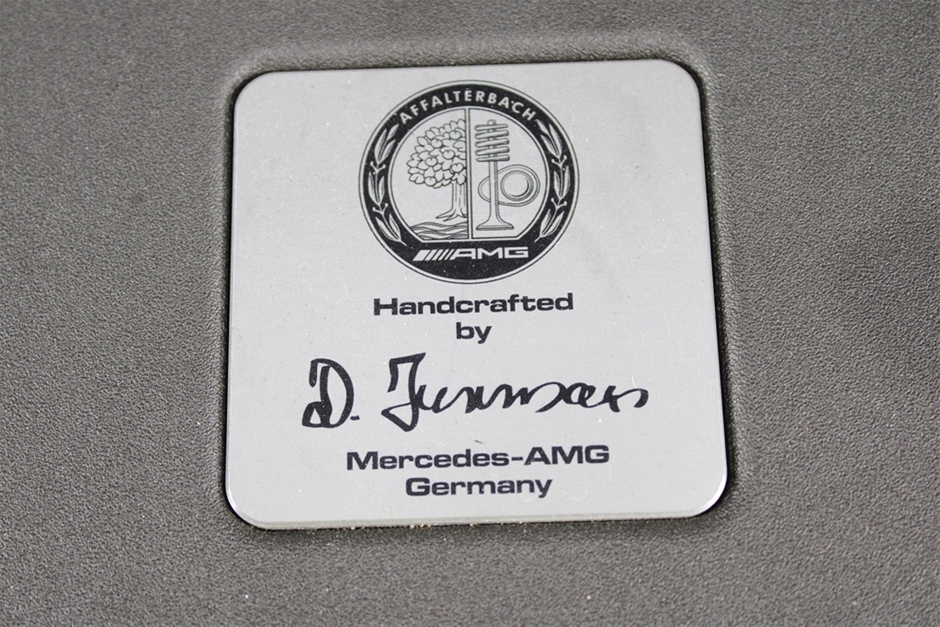 AFFALTERBACH
AMG
Handcrafted
by
D.
Mercedes-AMG
Germany